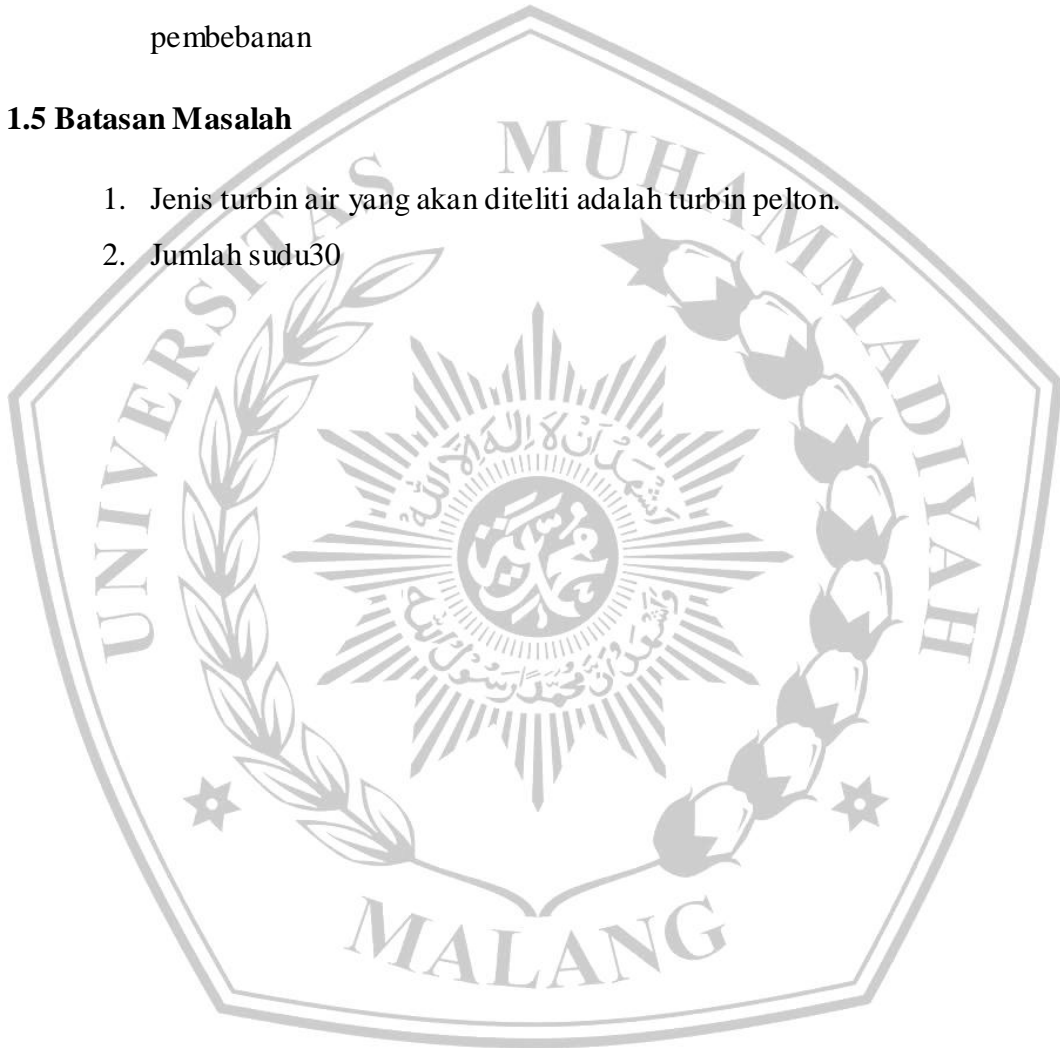 pembebanan
1.5 Batasan Masalah
1. Jenis turbin air yang akan diteliti adalah turbin pelton.
2. Jumlah sudu30
UNIVERSITAS MUHAMMADIYAH
MALANG